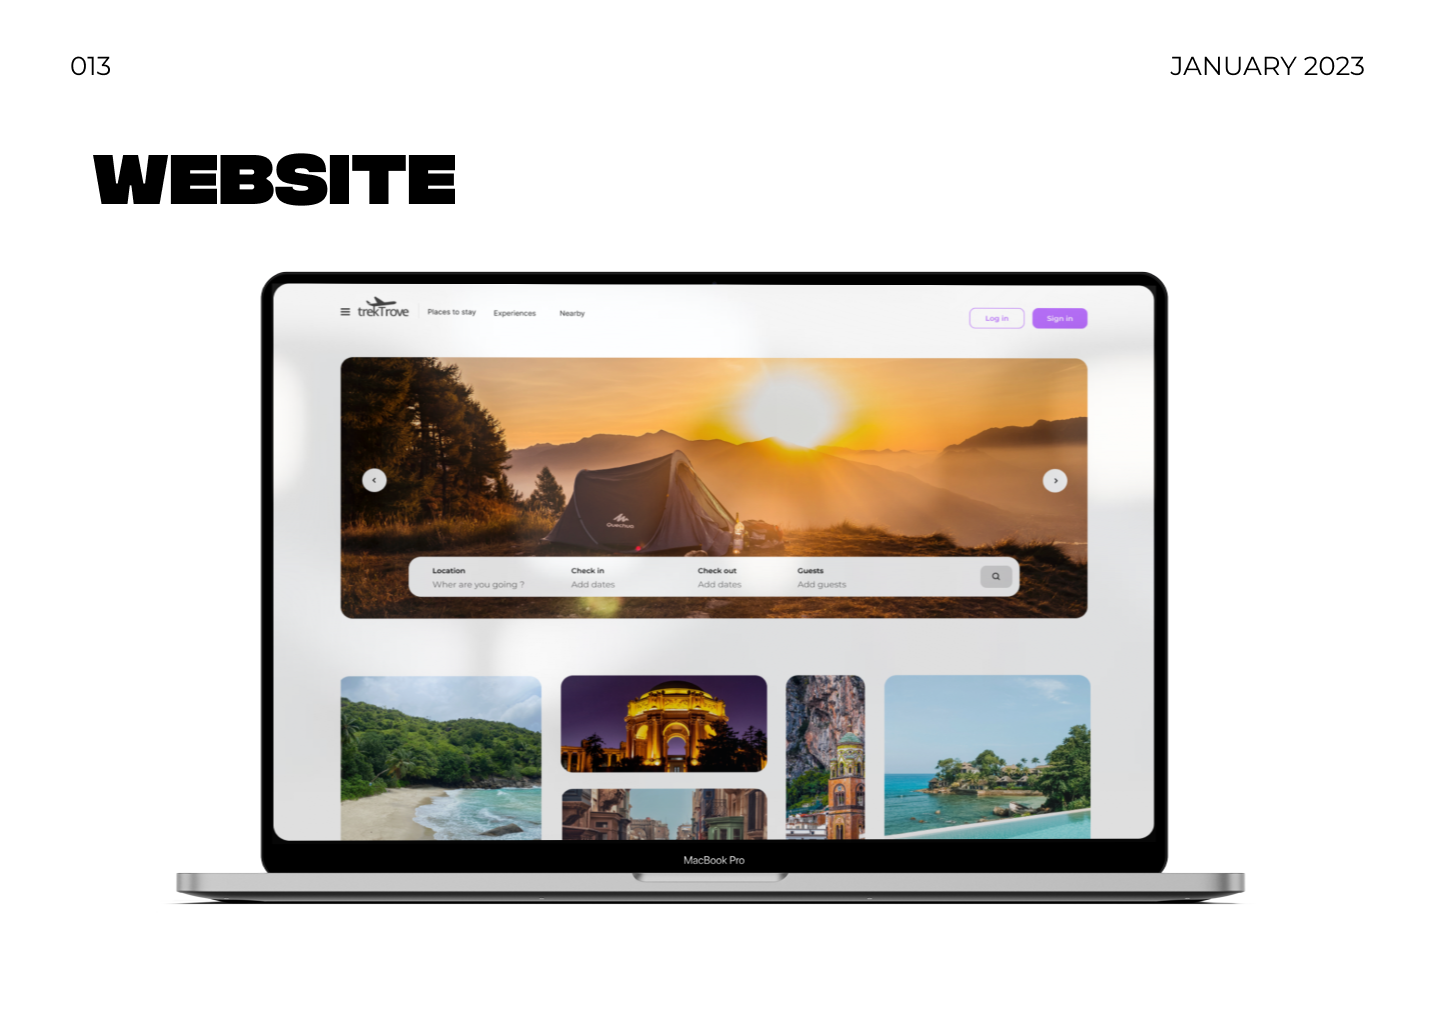 013
JANUARY 2023
WEBSITE
trekTrove
Places to stay
Experiences
Nearby
Log in
Sign in
Quechua
Location
Check in
Check out
Guests
Wher are you going ?
Add dates
Add dates
Add guests
MacBook Pro